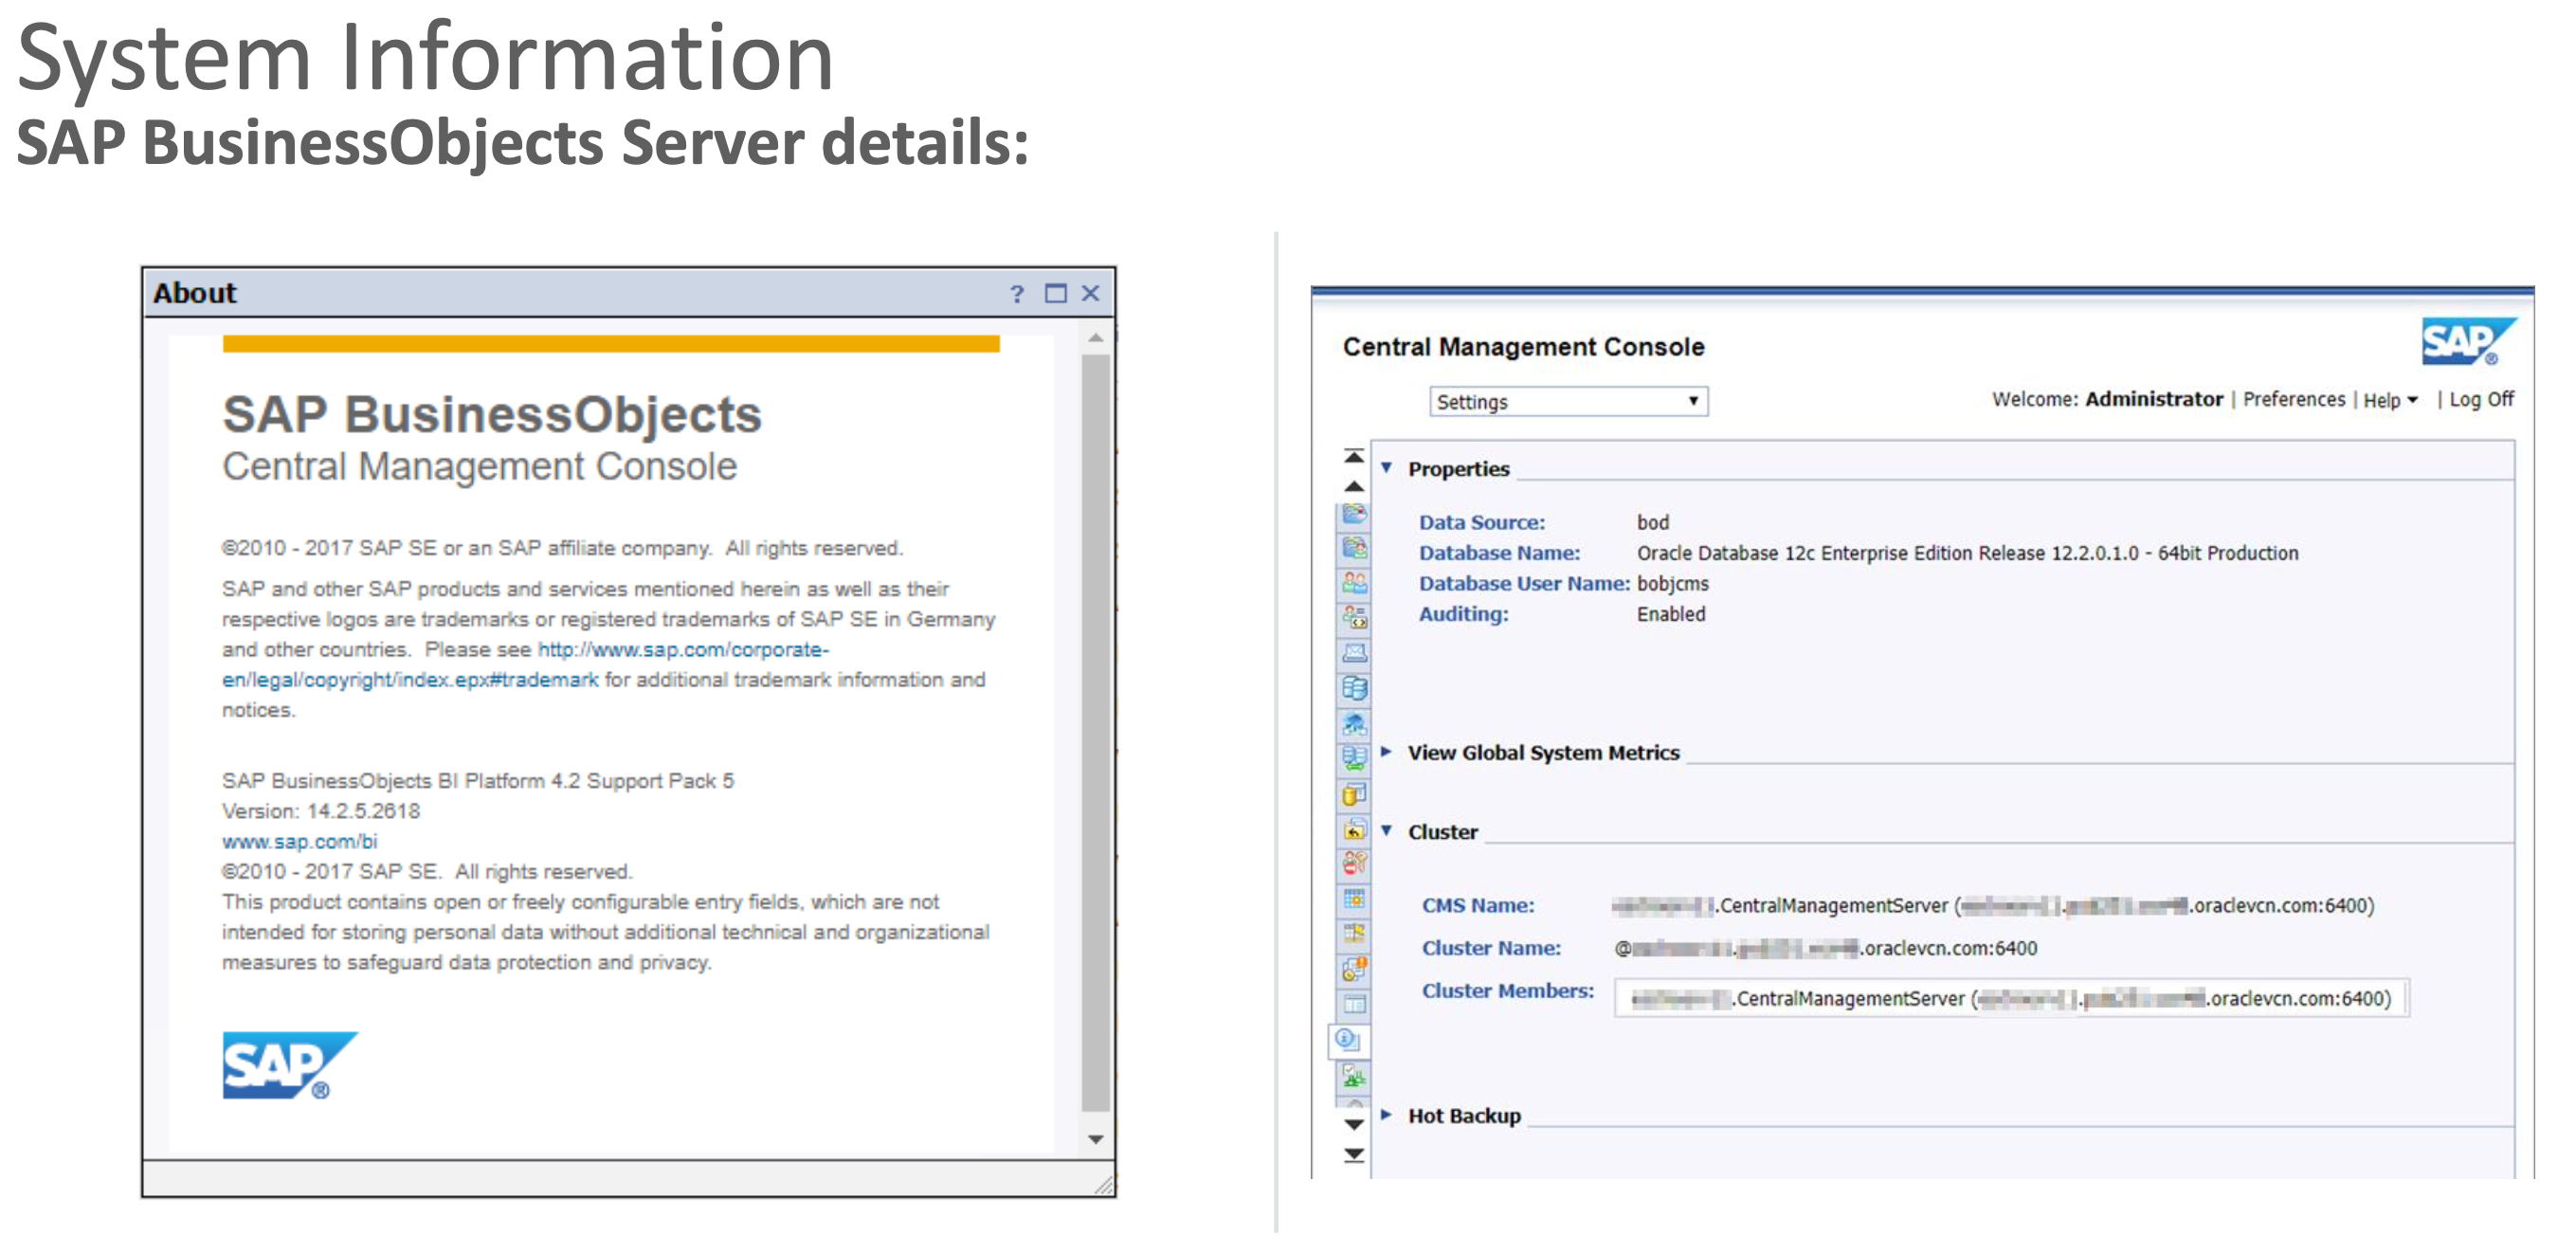 System Information
SAP BusinessObjects Server details:
About
SAP BusinessObjects
Central Management Console
©2010 - 2017 SAP SE or an SAP affiliate company.  All rights reserved.
SAP and other SAP products and services mentioned herein as well as their
respective logos are trademarks or registered trademarks of SAP SE in Germany
and other countries.  Please see http://www.sap.com/corporate-
en/legal/copyright/index.epx#trademark for additional trademark information and
notices.
SAP BusinessObjects BI Platform 4.2 Support Pack 5
Version: 14.2.5.2618
www.sap.com/bi
©2010 - 2017 SAP SE.  All rights reserved.
This product contains open or freely configurable entry fields, which are not
intended for storing personal data without additional technical and organizational
measures to safeguard data protection and privacy.
SAP®
Central Management Console
SAP®
Settings
Welcome: Administrator | Preferences | Help | Log Off
Properties
Data Source: bod
Database Name: Oracle Database 12c Enterprise Edition Release 12.2.0.1.0 - 64bit Production
Database User Name: bobjcms
Auditing: Enabled
View Global System Metrics
Cluster
CMS Name: .CentralManagementServer ( .oraclevcn.com:6400)
Cluster Name: @ .oraclevcn.com:6400
Cluster Members: .CentralManagementServer ( .oraclevcn.com:6400)
Hot Backup